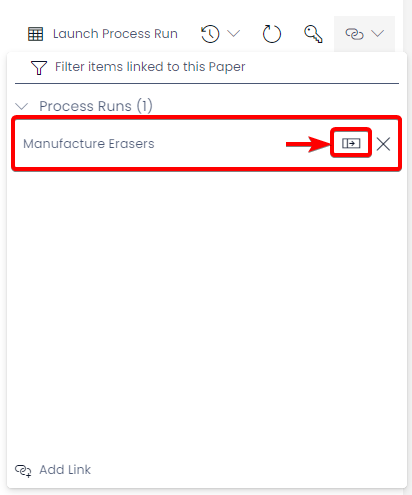 Launch Process Run
Filter items linked to this Paper
Process Runs (1)
Manufacture Erasers
Add Link